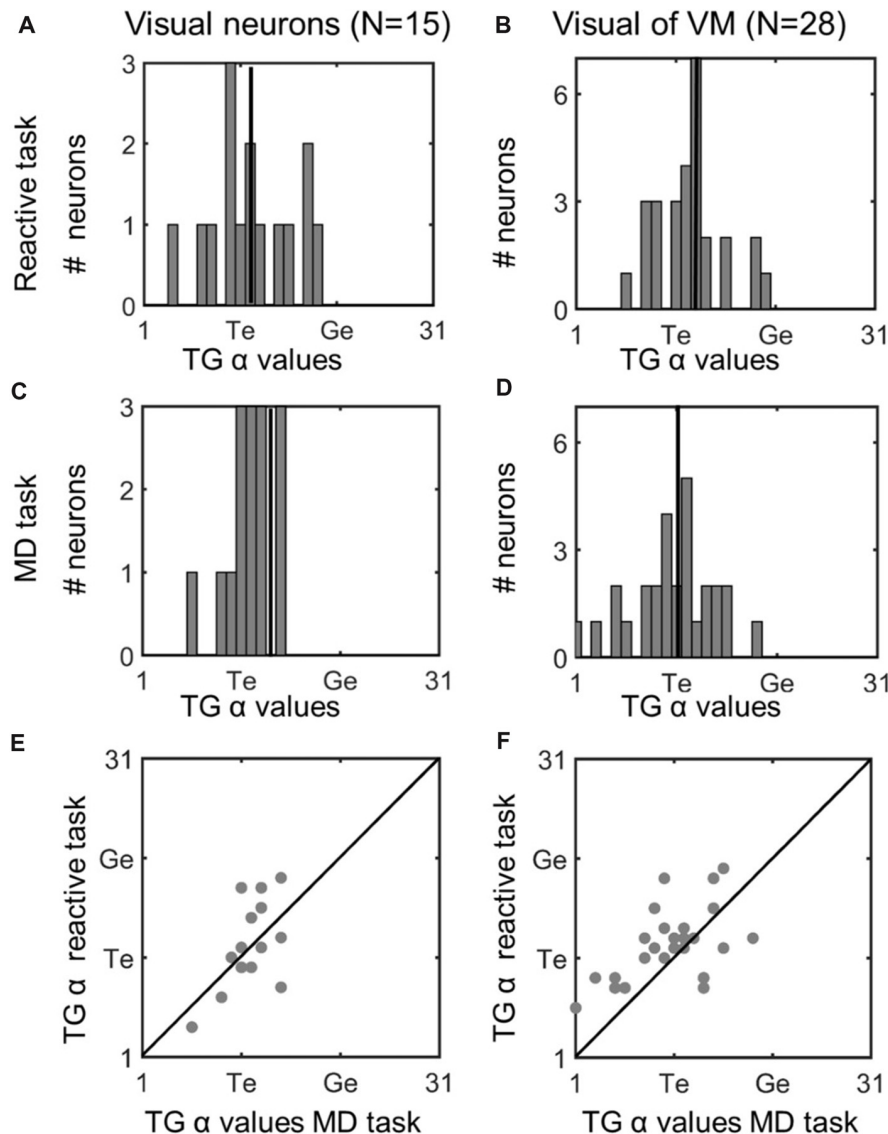 A Visual neurons (N=15)
B Visual of VM (N=28)
Reactive task
# neurons
3
2
1
0
1 Te Ge 31
TG α values
# neurons
6
3
0
1 Te Ge 31
TG α values
C
MD task
# neurons
3
2
1
0
1 Te Ge 31
TG α values
D
# neurons
6
3
0
1 Te Ge 31
TG α values
E
TG α reactive task
31
Ge
Te
1
1 Te Ge 31
TG α values MD task
F
TG α reactive task
31
Ge
Te
1
1 Te Ge 31
TG α values MD task